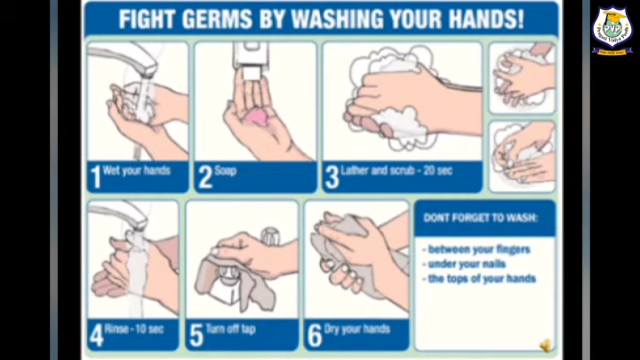 FIGHT GERMS BY WASHING YOUR HANDS!
1 Wet your hands
2 Soap
3 Lather and scrub - 20 sec
4 Rinse - 10 sec
5 Turn off tap
6 Dry your hands
DONT FORGET TO WASH:
- between your fingers
- under your nails
- the tops of your hands